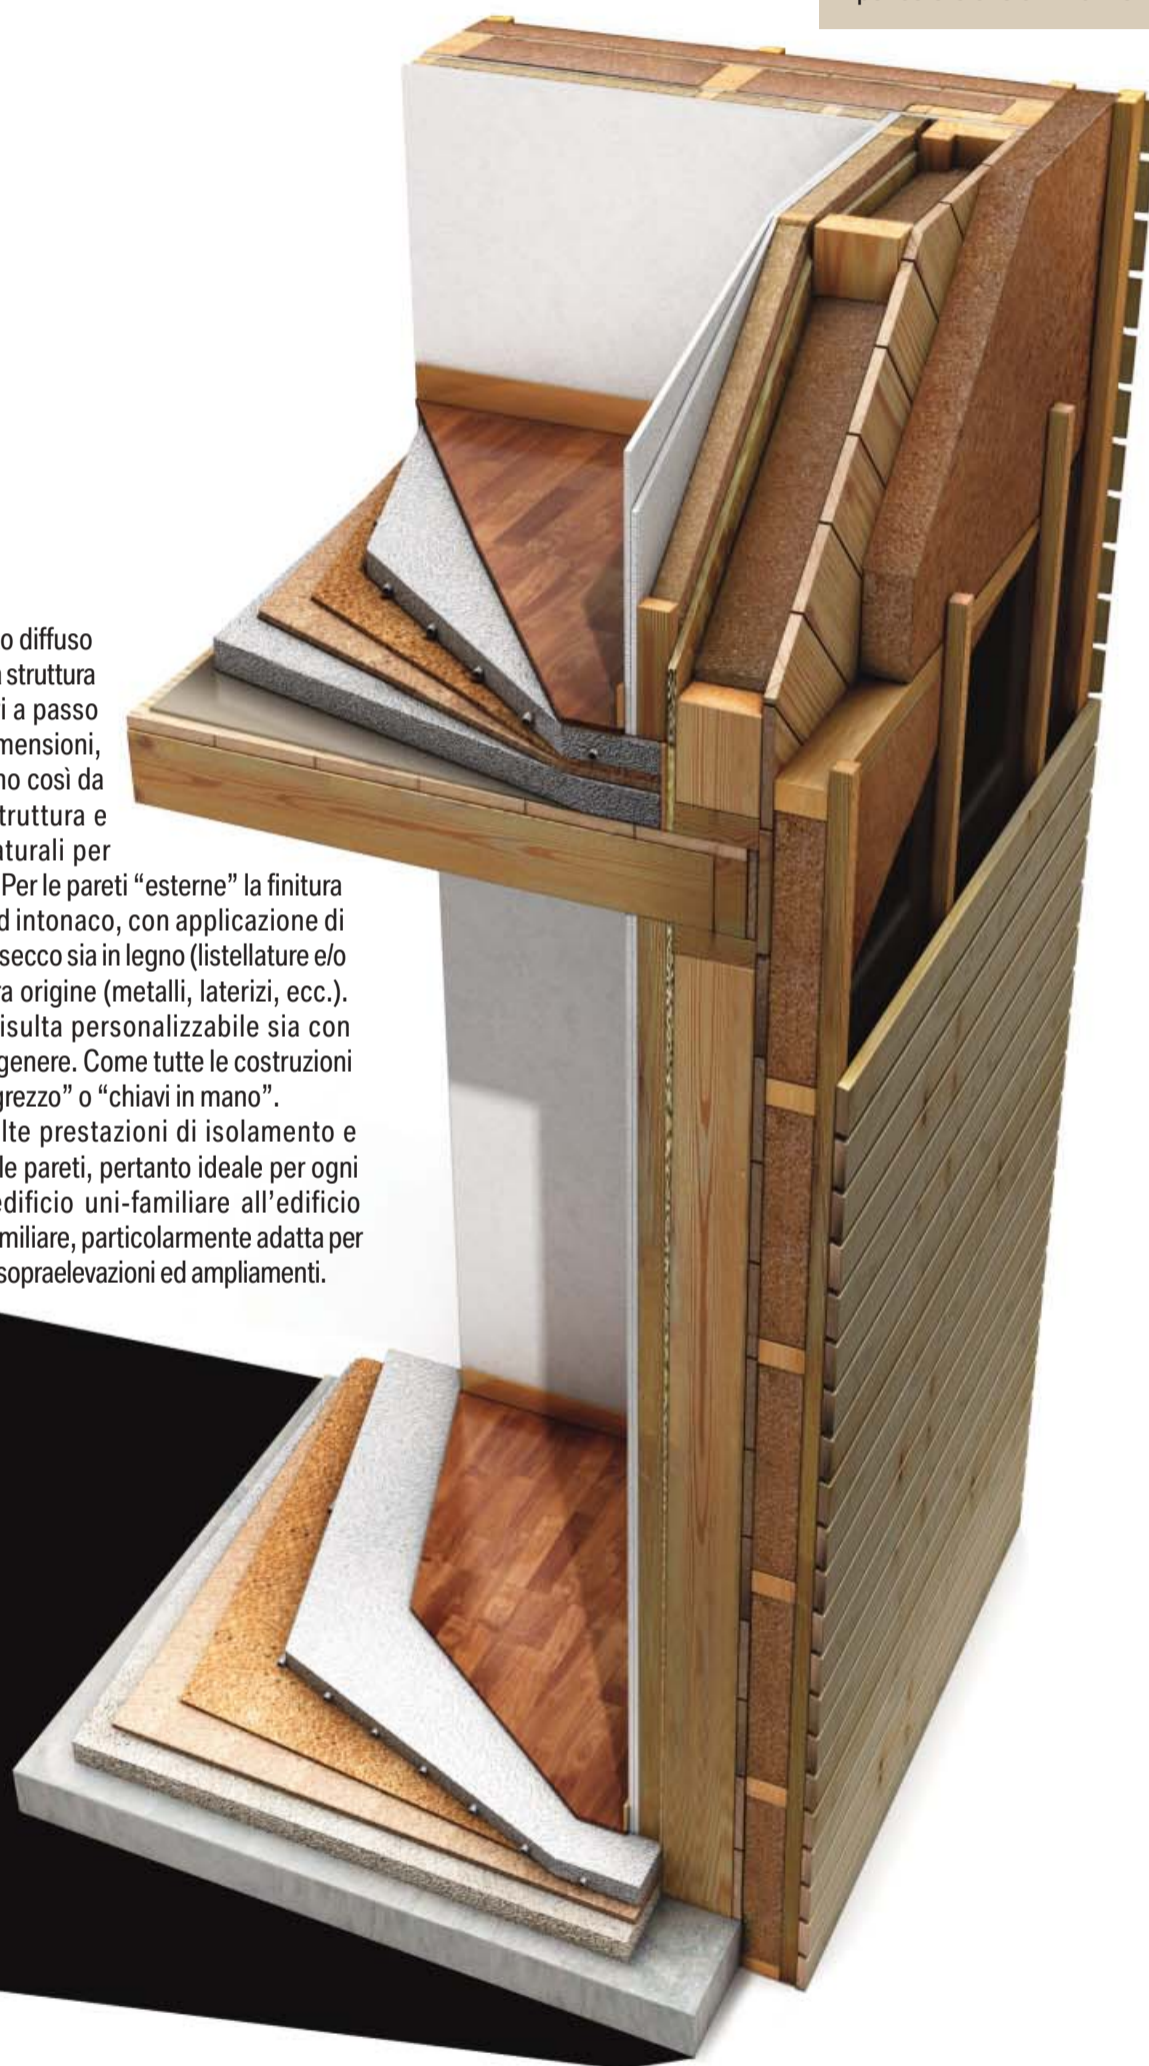 o diffuso
struttura
i a passo
mensioni,
no così da
truttura e
aturali per
Per le pareti “esterne” la finitura
d intonaco, con applicazione di
secco sia in legno (listellature e/o
ra origine (metalli, laterizi, ecc.).
isulta personalizzabile sia con
genere. Come tutte le costruzioni
grezzo” o “chiavi in mano”.
lte prestazioni di isolamento e
le pareti, pertanto ideale per ogni
edificio uni-familiare all’edificio
miliare, particolarmente adatta per
sopraelevazioni ed ampliamenti.